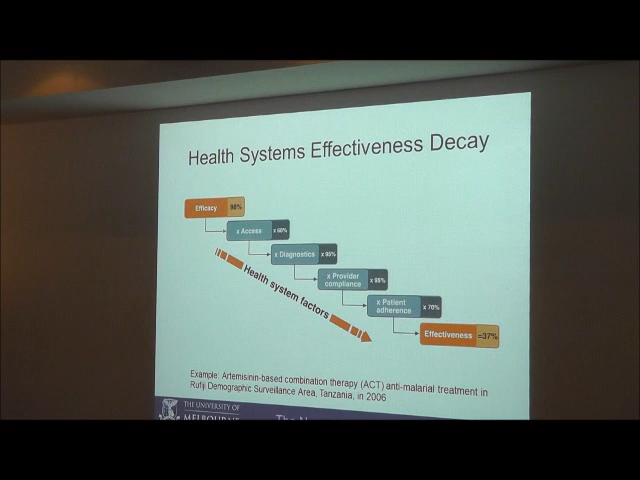 Health Systems Effectiveness Decay
Efficacy 98%
x Access x 60%
x Diagnostics x 95%
x Provider
compliance x 95%
x Patient
adherence x 70%
Effectiveness =37%
Health system factors
Example: Artemisinin-based combination therapy (ACT) anti-malarial treatment in
Rufiji Demographic Surveillance Area, Tanzania, in 2006
THE UNIVERSITY OF
MELBOURNE
The